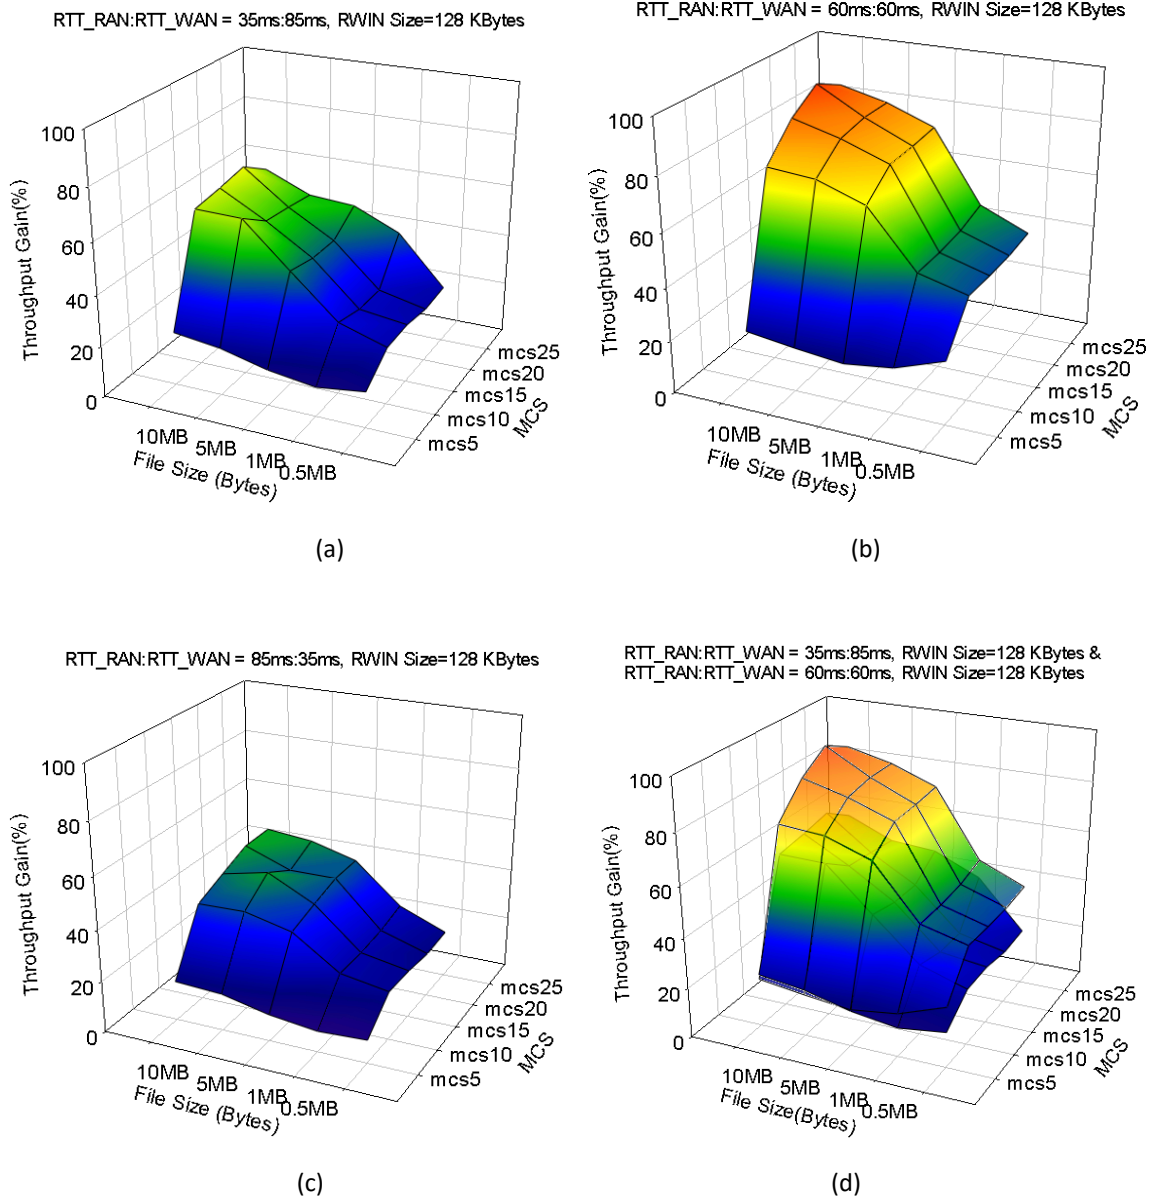 RTT_RAN:RTT_WAN = 35ms:85ms, RWIN Size=128 KBytes
100
80
60
40
20
0
Throughput Gain(%)
10MB
5MB
1MB
0.5MB
File Size (Bytes)
mcs25
mcs20
mcs15
mcs10
mcs5
MCS
(a)
RTT_RAN:RTT_WAN = 60ms:60ms, RWIN Size=128 KBytes
100
80
60
40
20
0
Throughput Gain(%)
10MB
5MB
1MB
0.5MB
File Size (Bytes)
mcs25
mcs20
mcs15
mcs10
mcs5
MCS
(b)
RTT_RAN:RTT_WAN = 85ms:35ms, RWIN Size=128 KBytes
100
80
60
40
20
0
Throughput Gain(%)
10MB
5MB
1MB
0.5MB
File Size (Bytes)
mcs25
mcs20
mcs15
mcs10
mcs5
MCS
(c)
RTT_RAN:RTT_WAN = 35ms:85ms, RWIN Size=128 KBytes &
RTT_RAN:RTT_WAN = 60ms:60ms, RWIN Size=128 KBytes
100
80
60
40
20
0
Throughput Gain(%)
10MB
5MB
1MB
0.5MB
File Size(Bytes)
mcs25
mcs20
mcs15
mcs10
mcs5
MCS
(d)